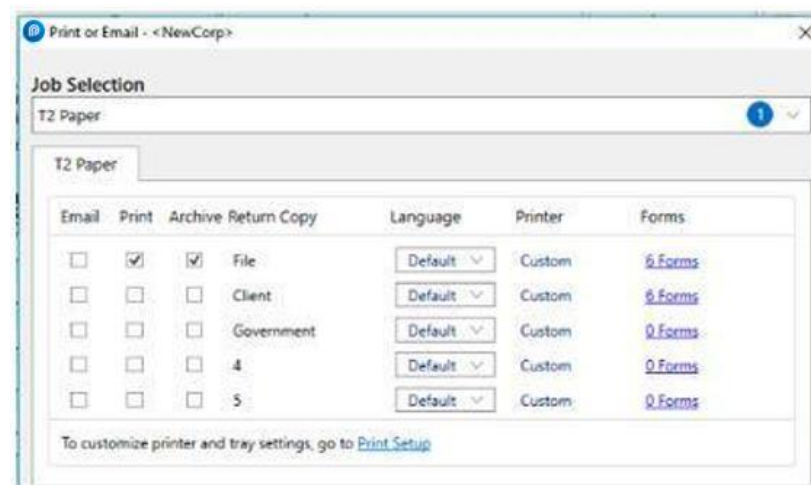 Print or Email - <NewCorp>
Job Selection
T2 Paper 1
T2 Paper
Email Print Archive Return Copy Language Printer Forms
File Default Custom 6 Forms
Client Default Custom 6 Forms
Government Default Custom 0 Forms
4 Default Custom 0 Forms
5 Default Custom 0 Forms
To customize printer and tray settings, go to Print Setup